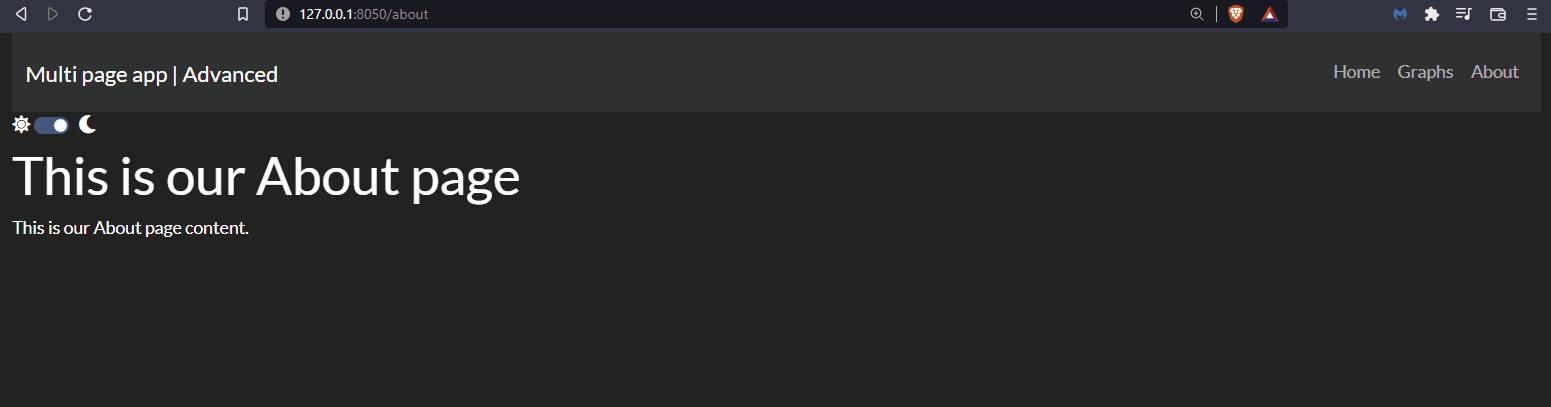 127.0.0.1:8050/about
Multi page app | Advanced
Home Graphs About
This is our About page
This is our About page content.